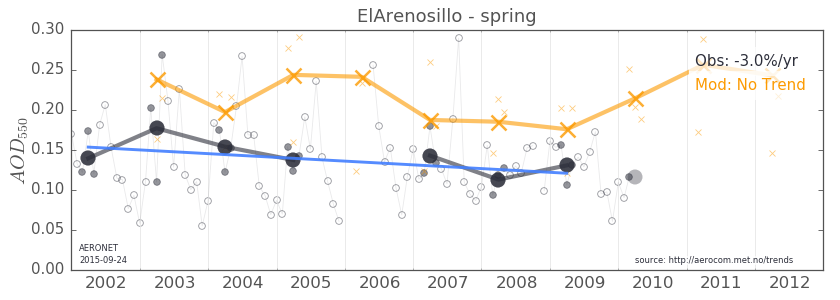 ElArenosillo - spring
0.30
0.25
0.20
0.15
0.10
0.05
0.00
AOD550
Obs: -3.0%/yr
Mod: No Trend
AERONET
2015-09-24
source: http://aerocom.met.no/trends
2002 2003 2004 2005 2006 2007 2008 2009 2010 2011 2012